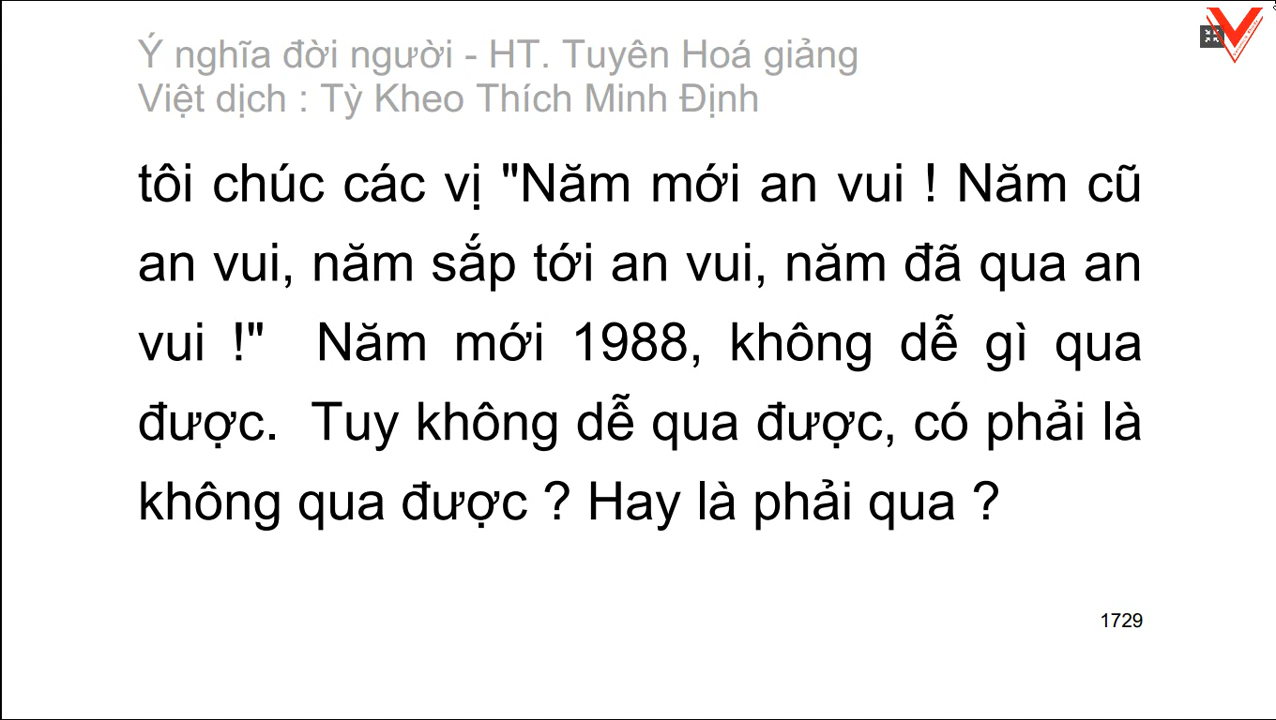 Ý nghĩa đời người - HT. Tuyên Hoá giảng
Việt dịch : Tỳ Kheo Thích Minh Định
tôi chúc các vị "Năm mới an vui ! Năm cũ
an vui, năm sắp tới an vui, năm đã qua an
vui !" Năm mới 1988, không dễ gì qua
được. Tuy không dễ qua được, có phải là
không qua được ? Hay là phải qua ?
1729